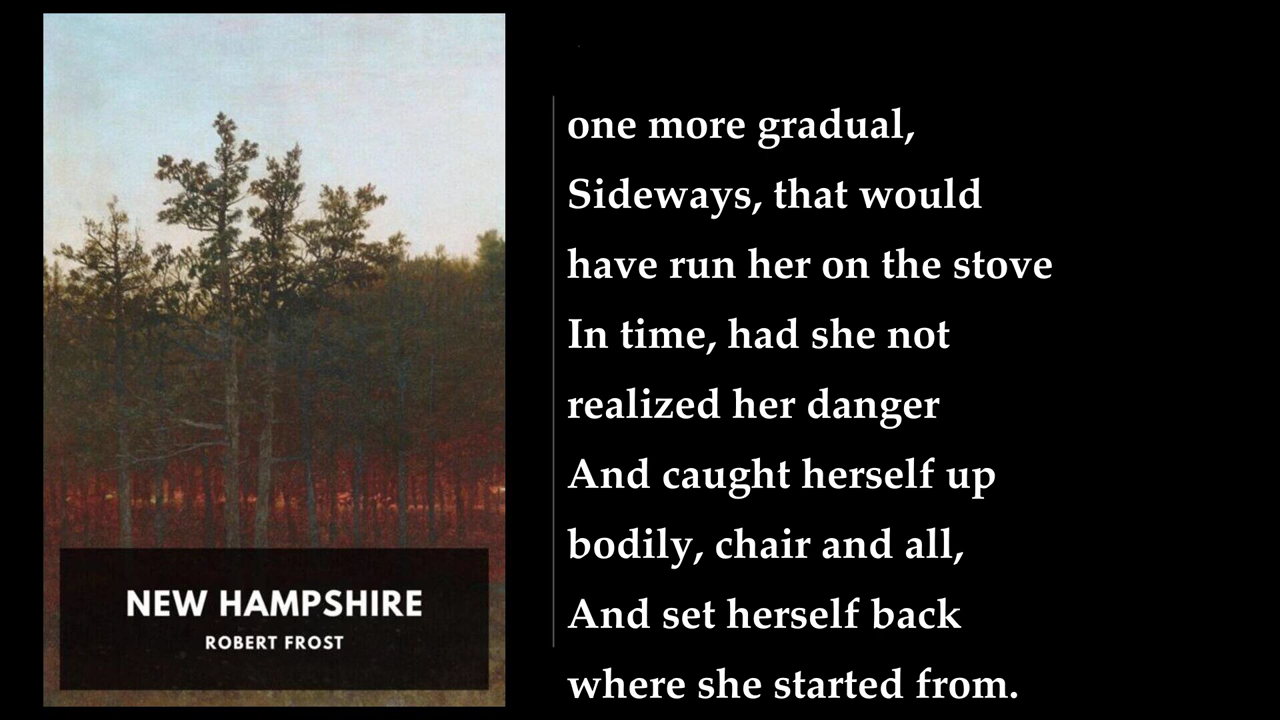 NEW HAMPSHIRE
ROBERT FROST
one more gradual,
Sideways, that would
have run her on the stove
In time, had she not
realized her danger
And caught herself up
bodily, chair and all,
And set herself back
where she started from.